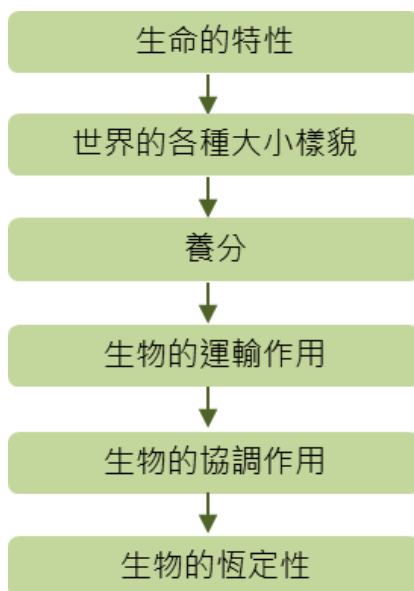 生命的特性
世界的各種大小樣貌
養分
生物的運輸作用
生物的協調作用
生物的恆定性